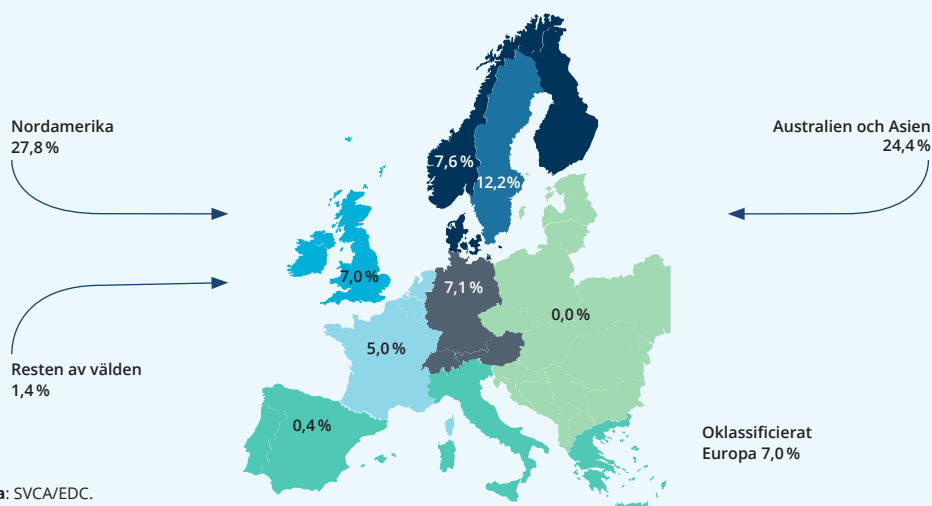 Nordamerika
27,8 %
Australien och Asien
24,4 %
7,6 %
12,2%
7,0 %
7,1 %
0,0 %
5,0 %
Resten av välden
1,4 %
0,4 %
Oklassificierat
Europa 7,0 %
a: SVCA/EDC.